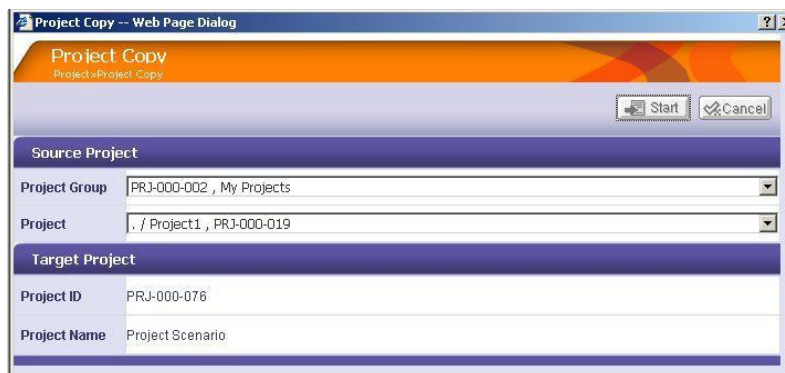 Project Copy -- Web Page Dialog
Project Copy
Project»Project Copy
Start Cancel
Source Project
Project Group PRJ-000-002 , My Projects
Project . / Project1 , PRJ-000-019
Target Project
Project ID PRJ-000-076
Project Name Project Scenario